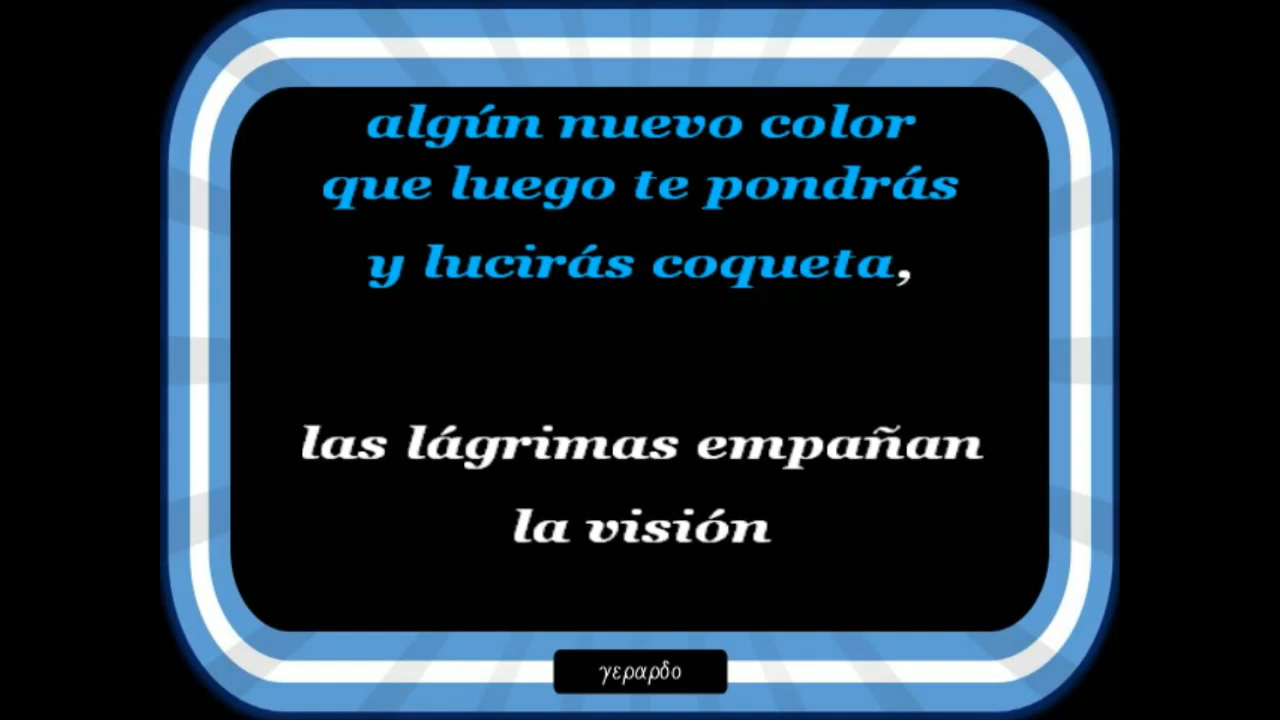 algún nuevo color
que luego te pondrás
y lucirás coqueta,
las lágrimas empañan
la visión
γεραρδο